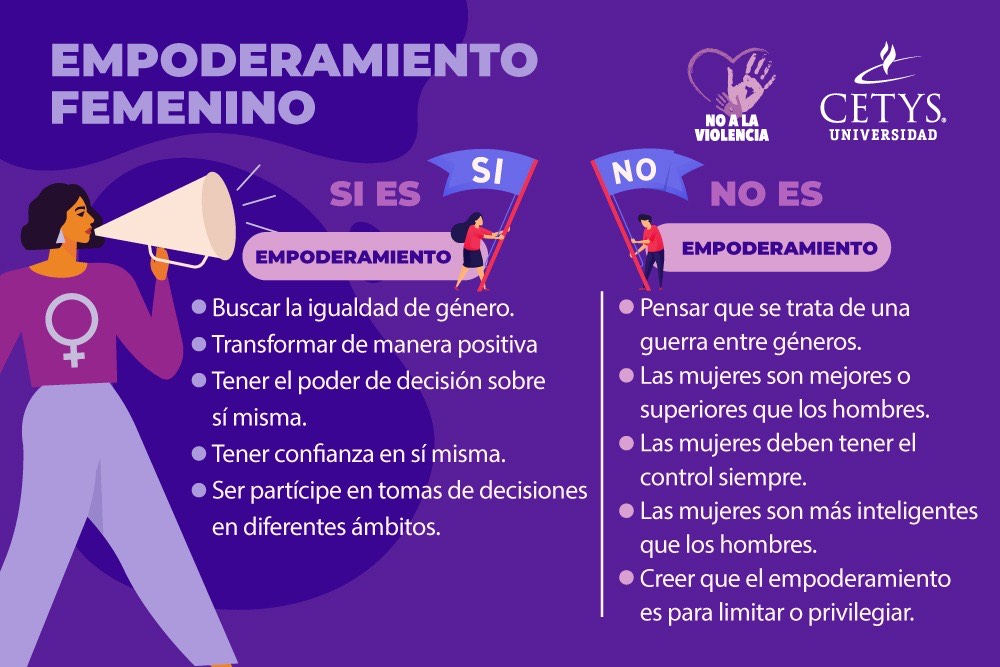 EMPODERAMIENTO
FEMENINO
NO A LA
VIOLENCIA
CETYS®
UNIVERSIDAD
SI ES
SI
EMPODERAMIENTO
Buscar la igualdad de género.
Transformar de manera positiva
Tener el poder de decisión sobre
sí misma.
Tener confianza en sí misma.
Ser partícipe en tomas de decisiones
en diferentes ámbitos.
NO
NO ES
EMPODERAMIENTO
Pensar que se trata de una
guerra entre géneros.
Las mujeres son mejores o
superiores que los hombres.
Las mujeres deben tener el
control siempre.
Las mujeres son más inteligentes
que los hombres.
Creer que el empoderamiento
es para limitar o privilegiar.